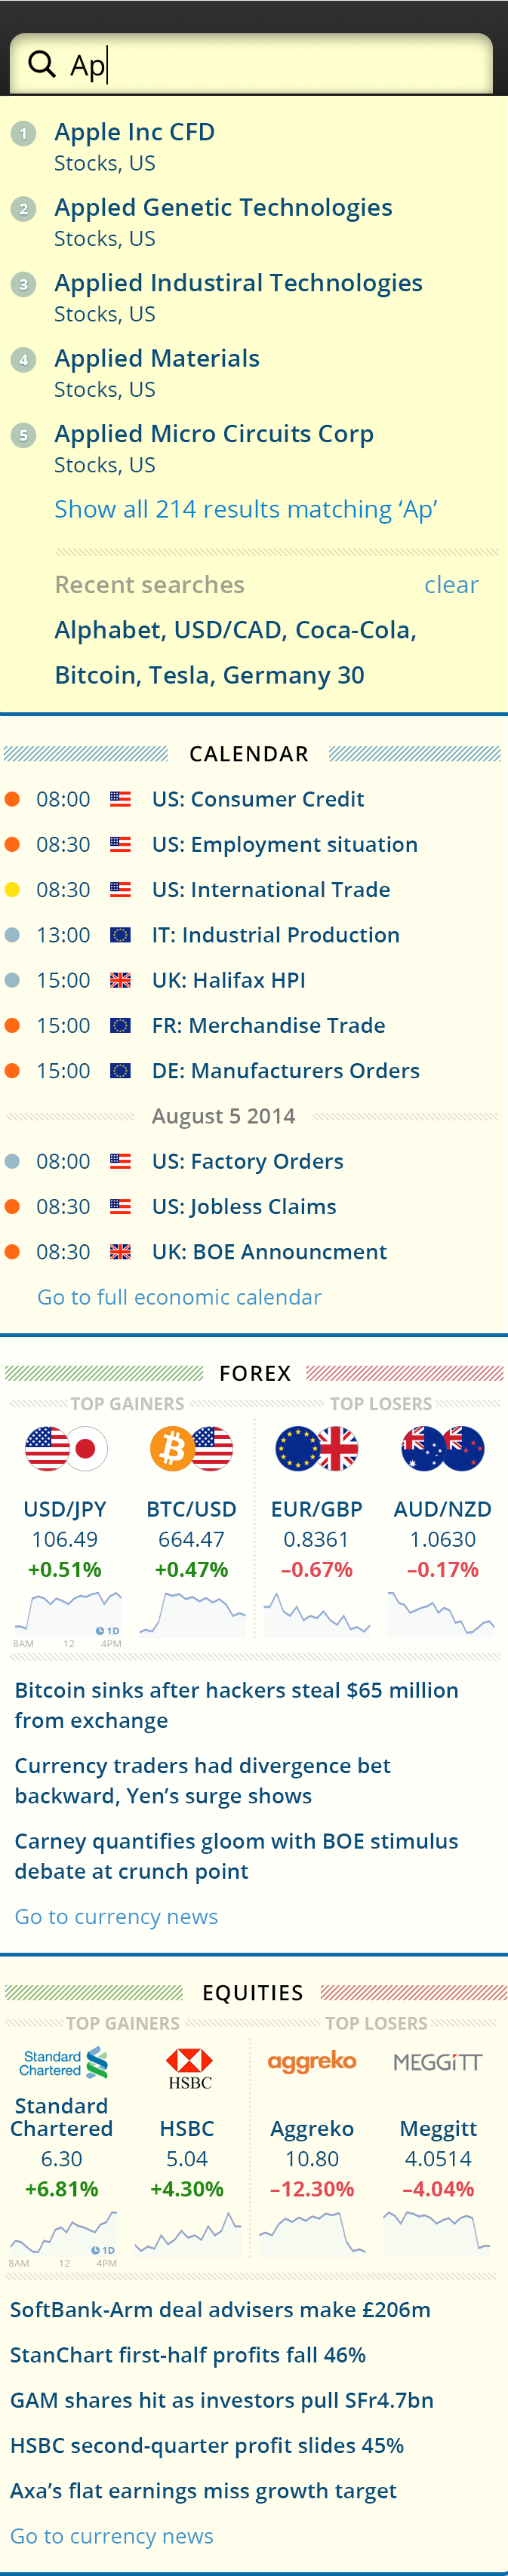 Ap
1 Apple Inc CFD
Stocks, US
2 Appled Genetic Technologies
Stocks, US
3 Applied Industiral Technologies
Stocks, US
4 Applied Materials
Stocks, US
5 Applied Micro Circuits Corp
Stocks, US
Show all 214 results matching ‘Ap’
Recent searches clear
Alphabet, USD/CAD, Coca-Cola,
Bitcoin, Tesla, Germany 30
CALENDAR
08:00 US: Consumer Credit
08:30 US: Employment situation
08:30 US: International Trade
13:00 IT: Industrial Production
15:00 UK: Halifax HPI
15:00 FR: Merchandise Trade
15:00 DE: Manufacturers Orders
August 5 2014
08:00 US: Factory Orders
08:30 US: Jobless Claims
08:30 UK: BOE Announcment
Go to full economic calendar
FOREX
TOP GAINERS TOP LOSERS
USD/JPY BTC/USD EUR/GBP AUD/NZD
106.49 664.47 0.8361 1.0630
+0.51% +0.47% –0.67% –0.17%
1D
8AM 12 4PM
Bitcoin sinks after hackers steal $65 million
from exchange
Currency traders had divergence bet
backward, Yen’s surge shows
Carney quantifies gloom with BOE stimulus
debate at crunch point
Go to currency news
EQUITIES
TOP GAINERS TOP LOSERS
Standard
Chartered
HSBC
aggreko
MEGGiTT
Standard
Chartered HSBC Aggreko Meggitt
6.30 5.04 10.80 4.0514
+6.81% +4.30% –12.30% –4.04%
1D
8AM 12 4PM
SoftBank-Arm deal advisers make £206m
StanChart first-half profits fall 46%
GAM shares hit as investors pull SFr4.7bn
HSBC second-quarter profit slides 45%
Axa’s flat earnings miss growth target
Go to currency news